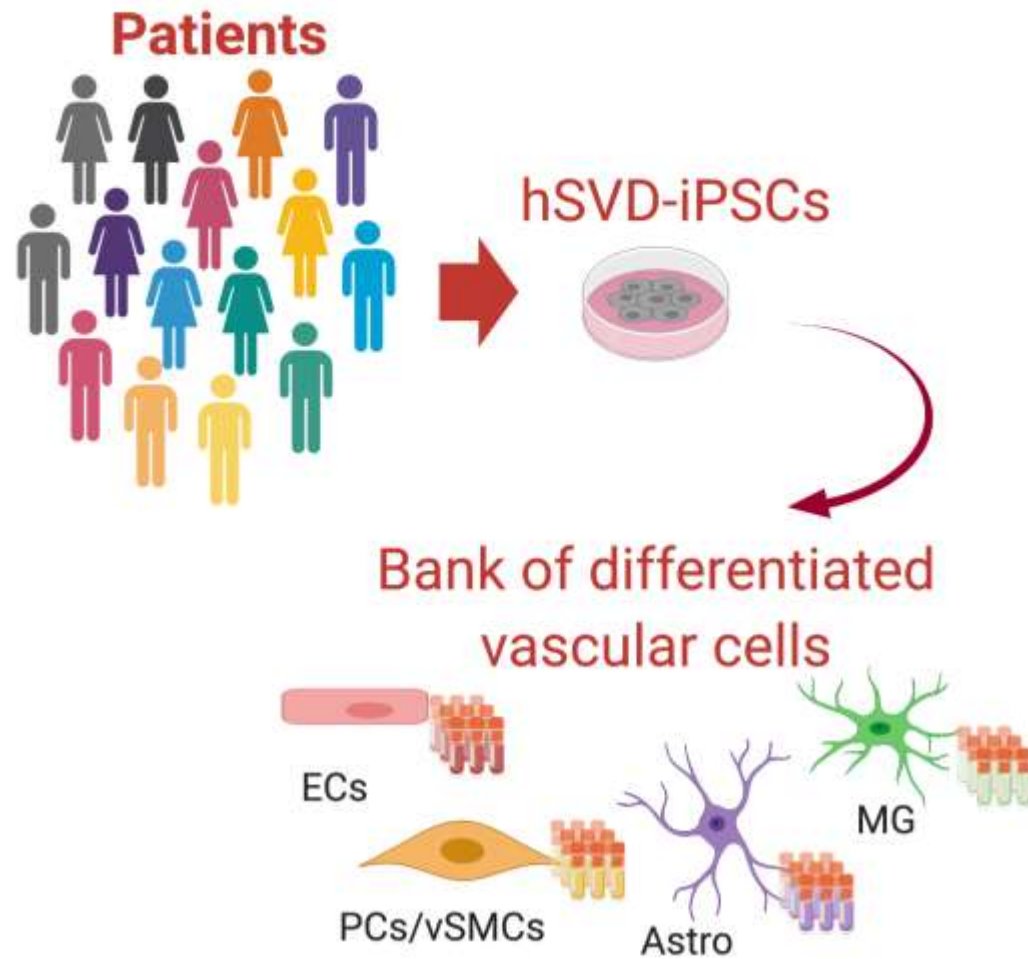 Patients
hSVD-iPSCs
Bank of differentiated
vascular cells
ECs
MG
PCs/vSMCs
Astro